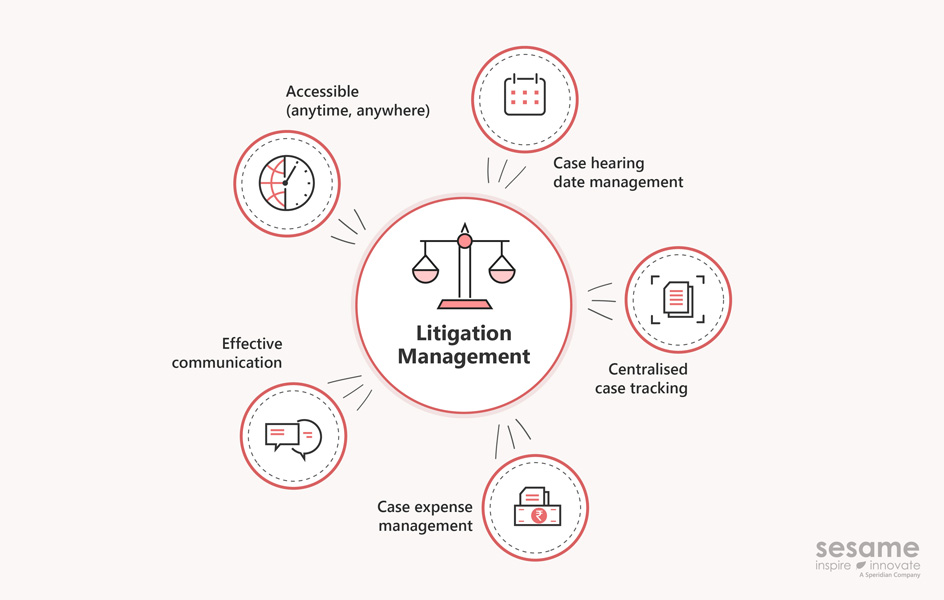 Accessible
(anytime, anywhere)
Case hearing
date management
Litigation
Management
Effective
communication
Centralised
case tracking
Case expense
management
₹
sesame
inspire innovate
A Speridian Company